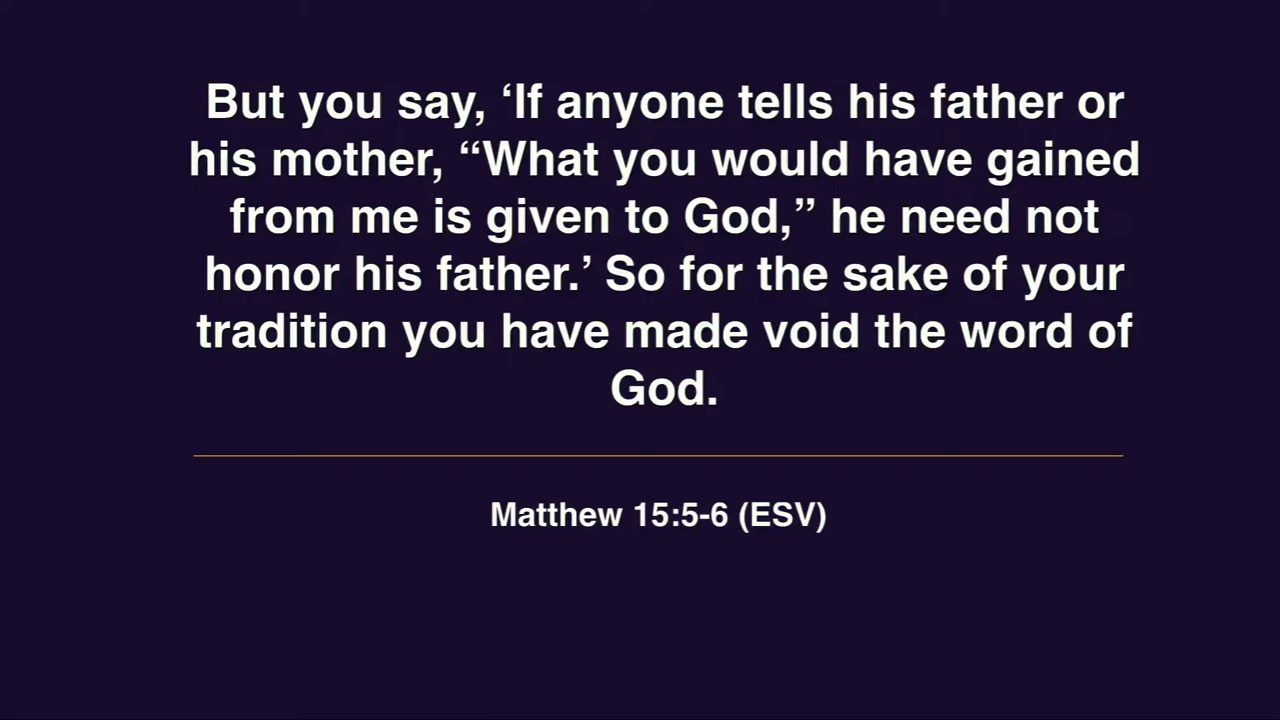 But you say, ‘If anyone tells his father or
his mother, “What you would have gained
from me is given to God,” he need not
honor his father.’ So for the sake of your
tradition you have made void the word of
God.
Matthew 15:5-6 (ESV)